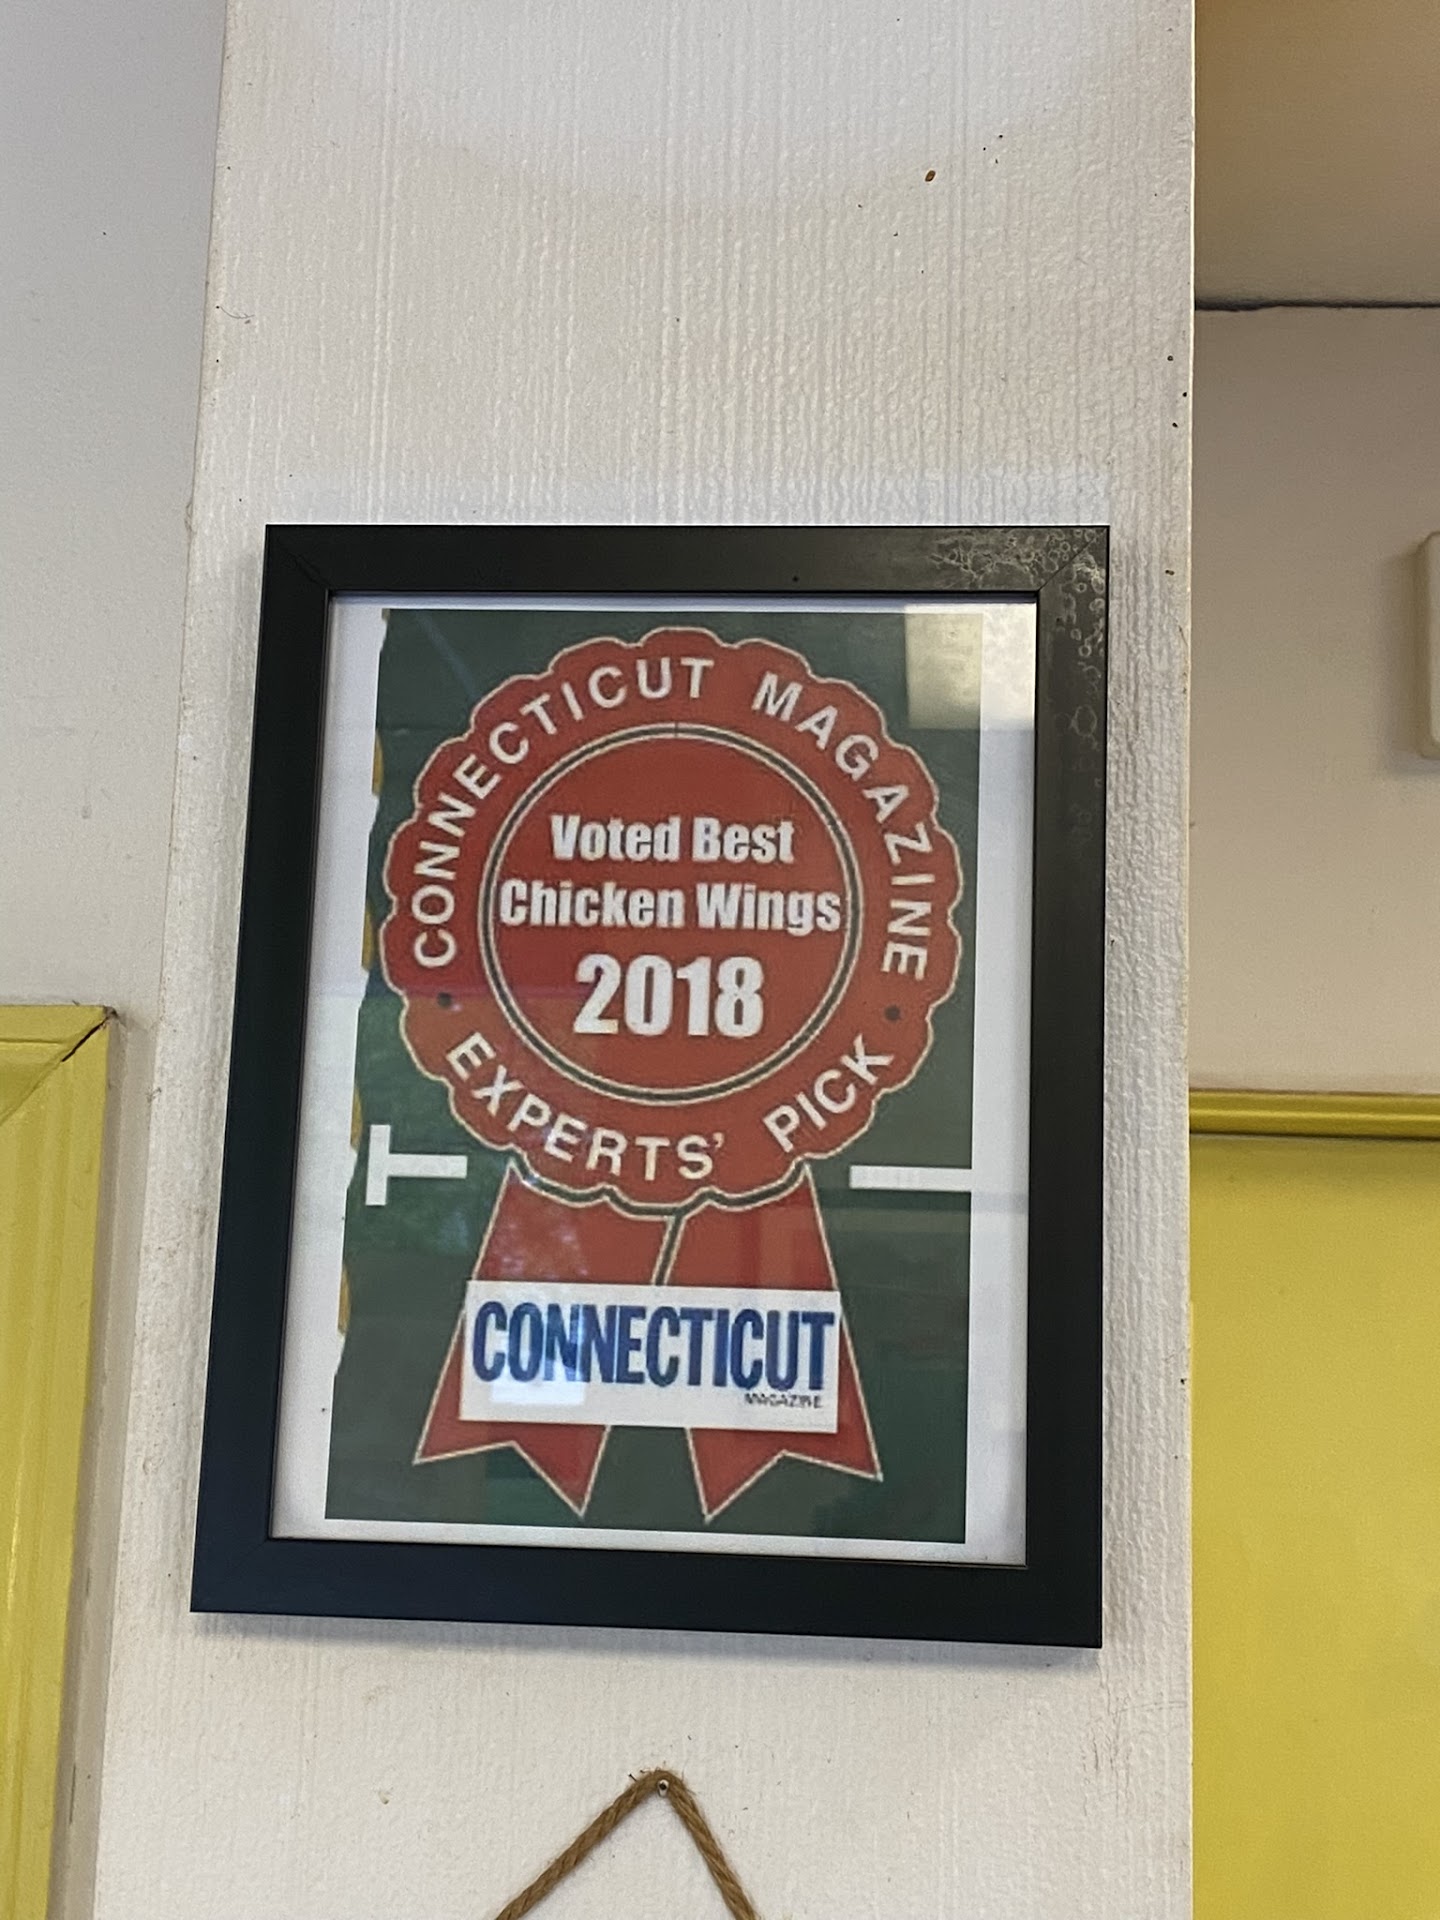 CONNECTICUT MAGAZINE
Voted Best
Chicken Wings
2018
EXPERTS' PICK
CONNECTICUT
MAGAZINE